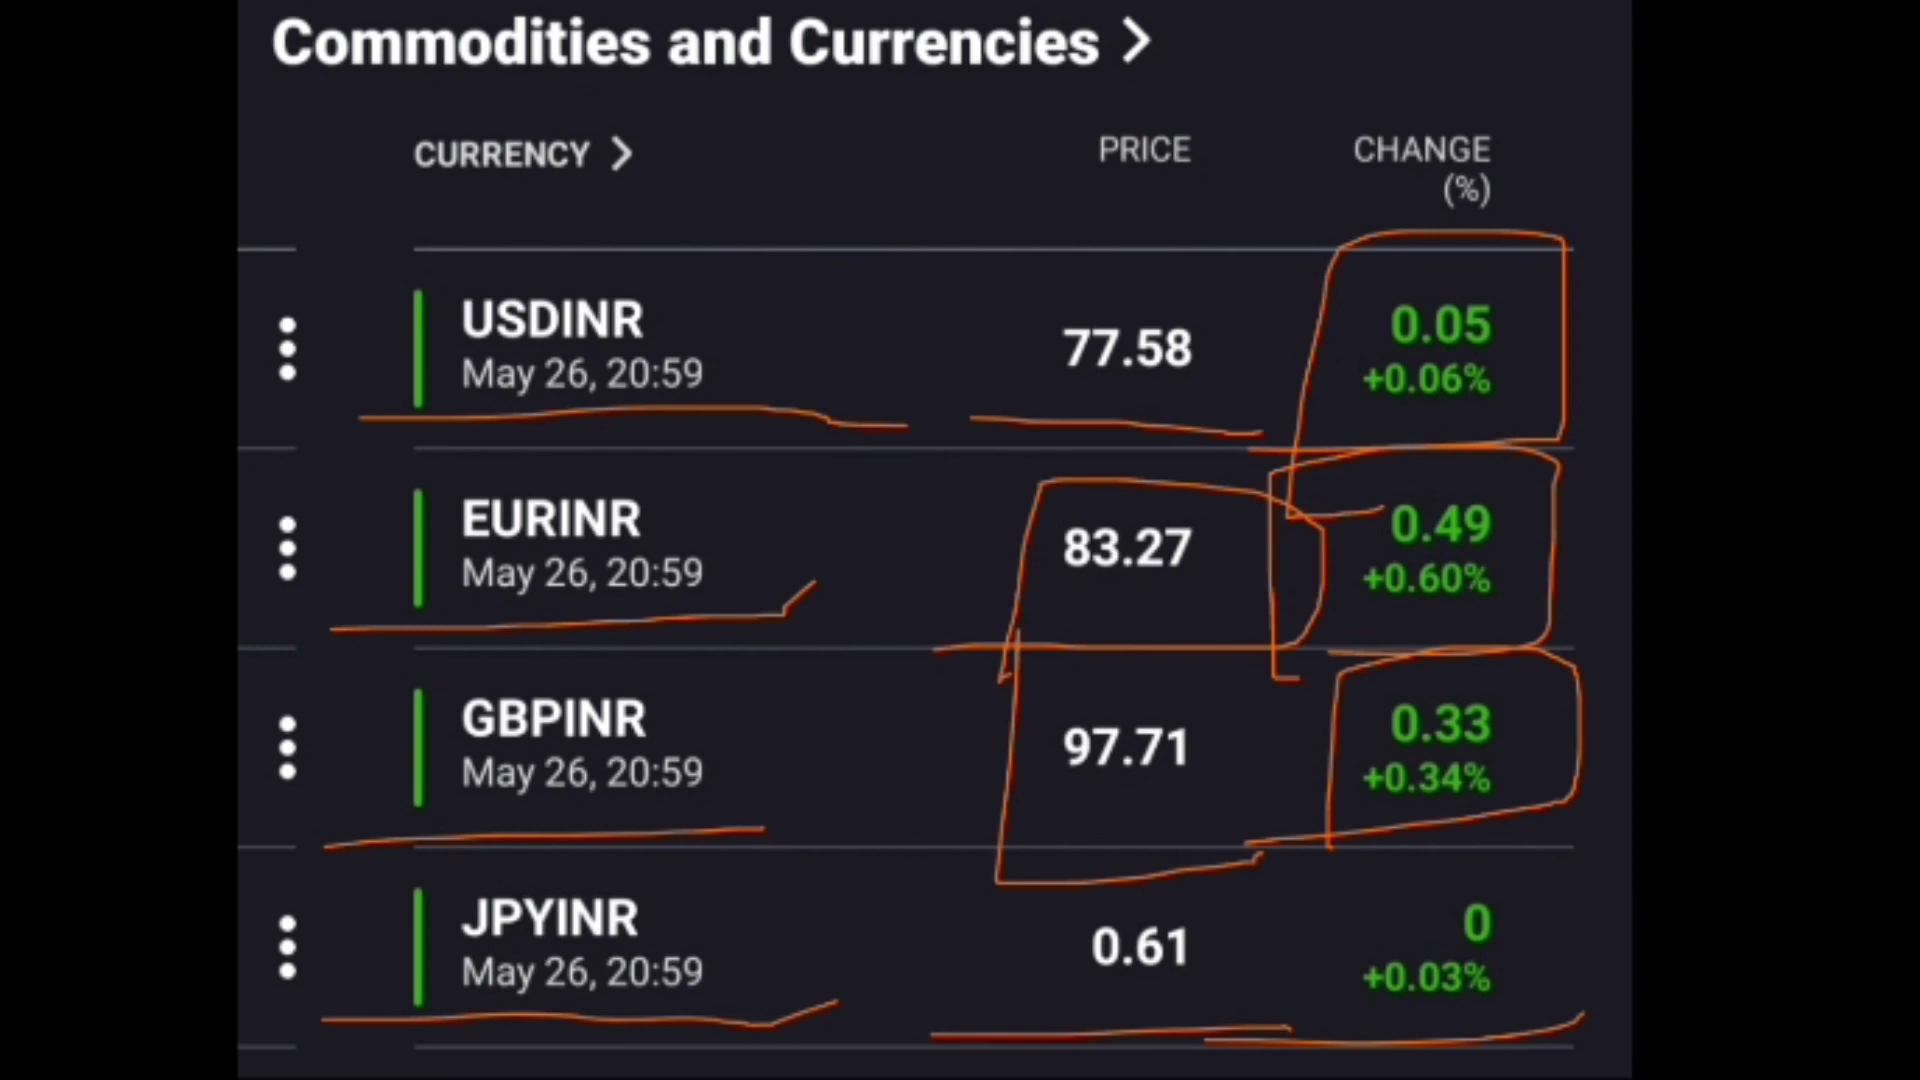 Commodities and Currencies >
CURRENCY > PRICE CHANGE
(%)
USDINR 77.58 0.05
May 26, 20:59 +0.06%
EURINR 83.27 0.49
May 26, 20:59 +0.60%
GBPINR 97.71 0.33
May 26, 20:59 +0.34%
JPYINR 0.61 0
May 26, 20:59 +0.03%